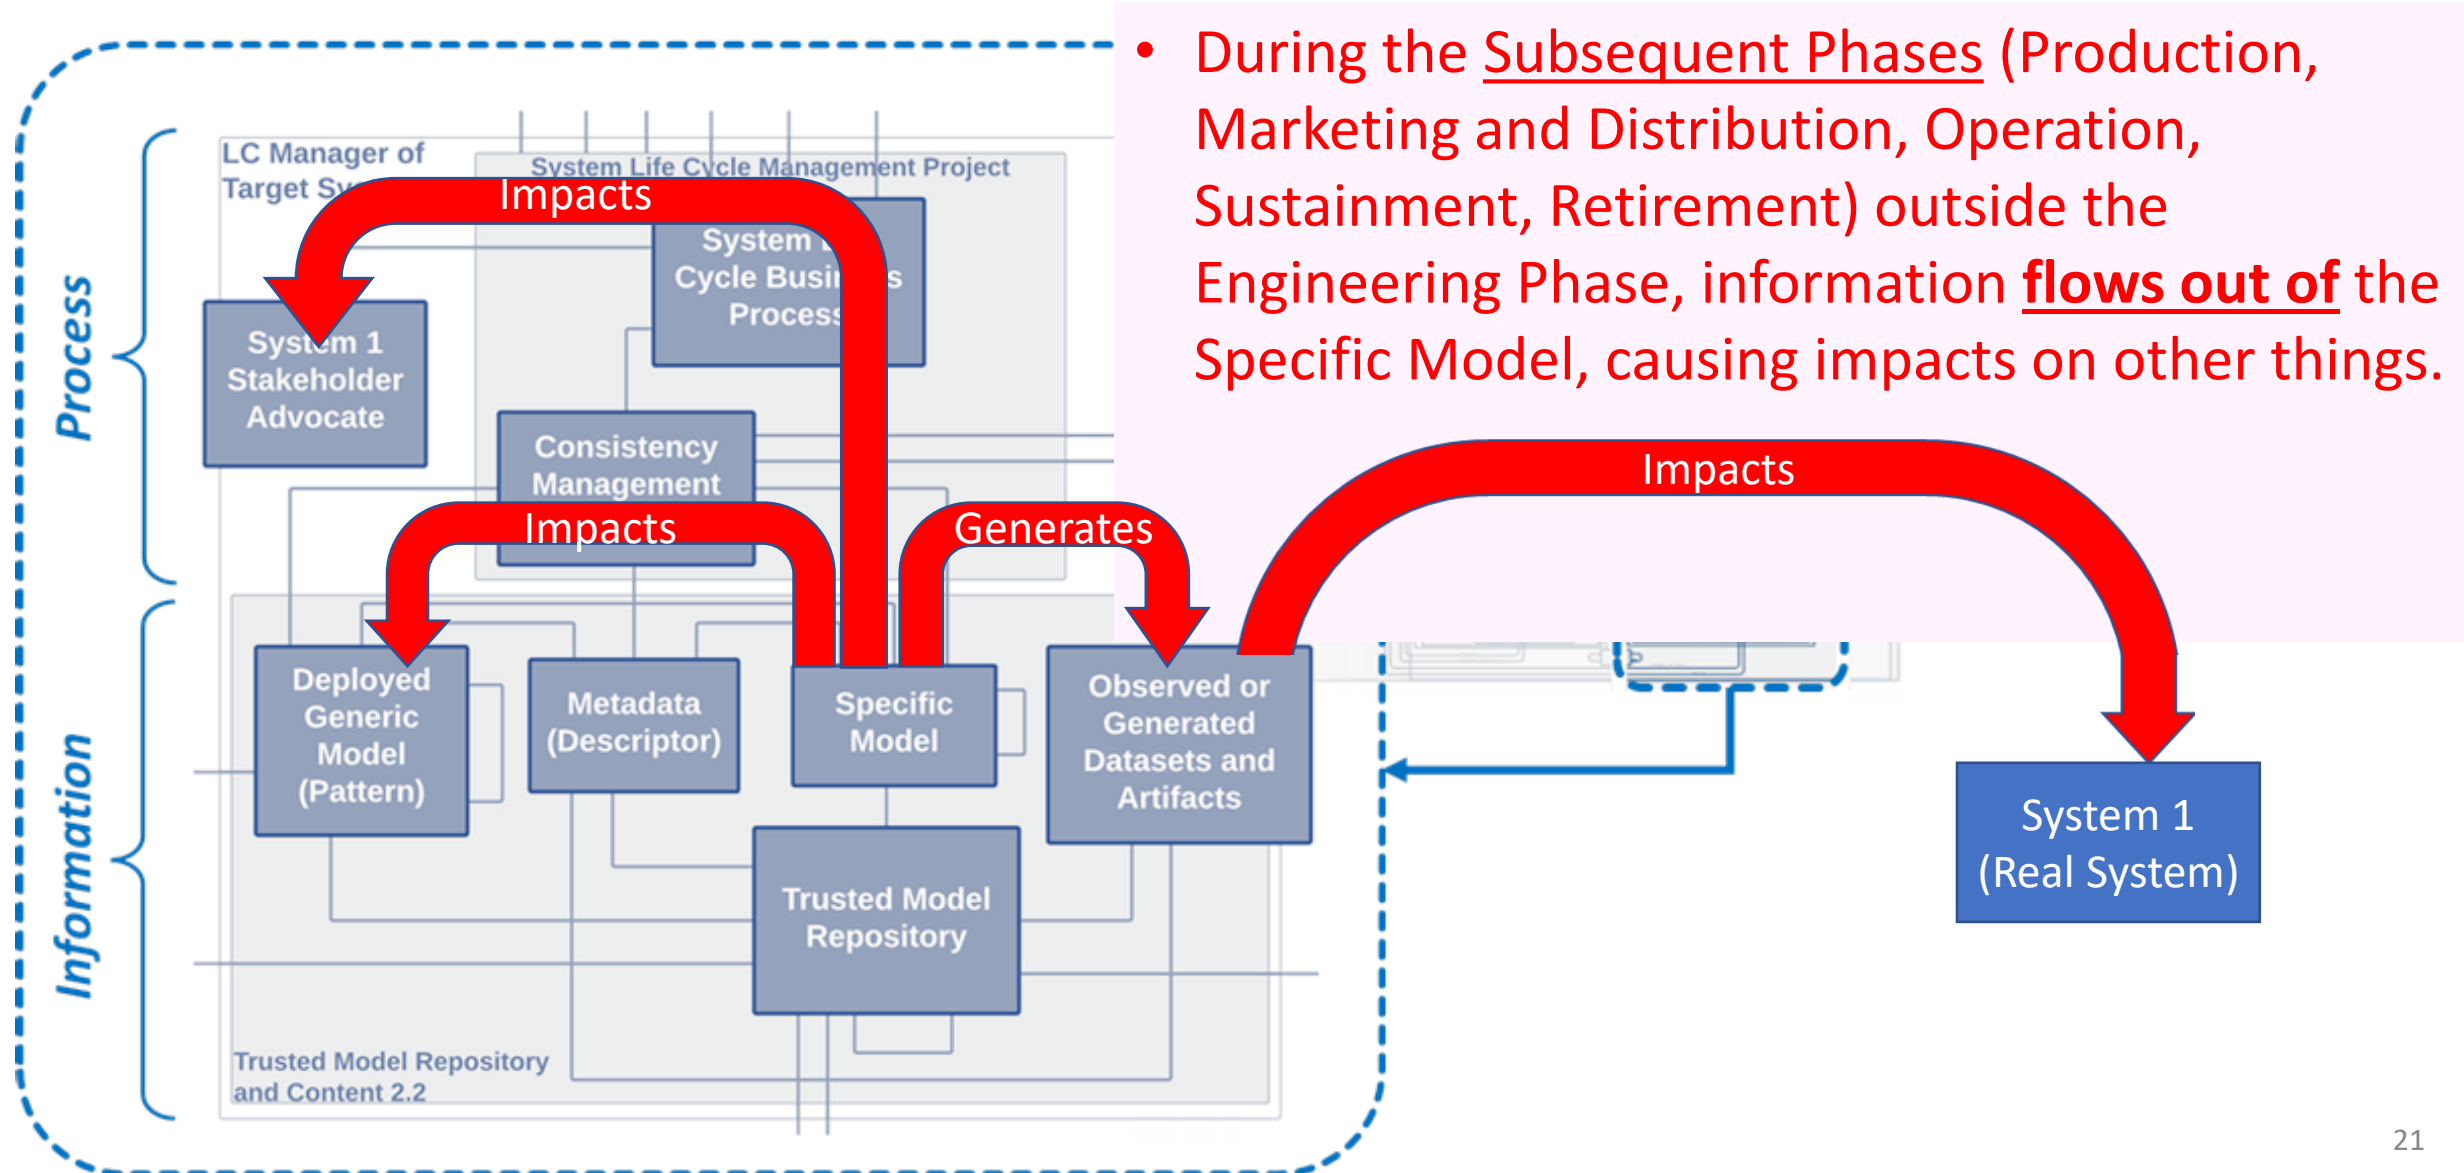 • During the Subsequent Phases (Production,
Marketing and Distribution, Operation,
Sustainment, Retirement) outside the
Engineering Phase, information flows out of the
Specific Model, causing impacts on other things.
Process
LC Manager of
Target
System Life Cycle Management Project
Impacts
System
Cycle
Process
System 1
Stakeholder
Advocate
Consistency
Management
Impacts
Generates
Impacts
Information
Deployed
Generic
Model
(Pattern)
Metadata
(Descriptor)
Specific
Model
Observed or
Generated
Datasets and
Artifacts
Trusted Model
Repository
Trusted Model Repository
and Content 2.2
System 1
(Real System)
21